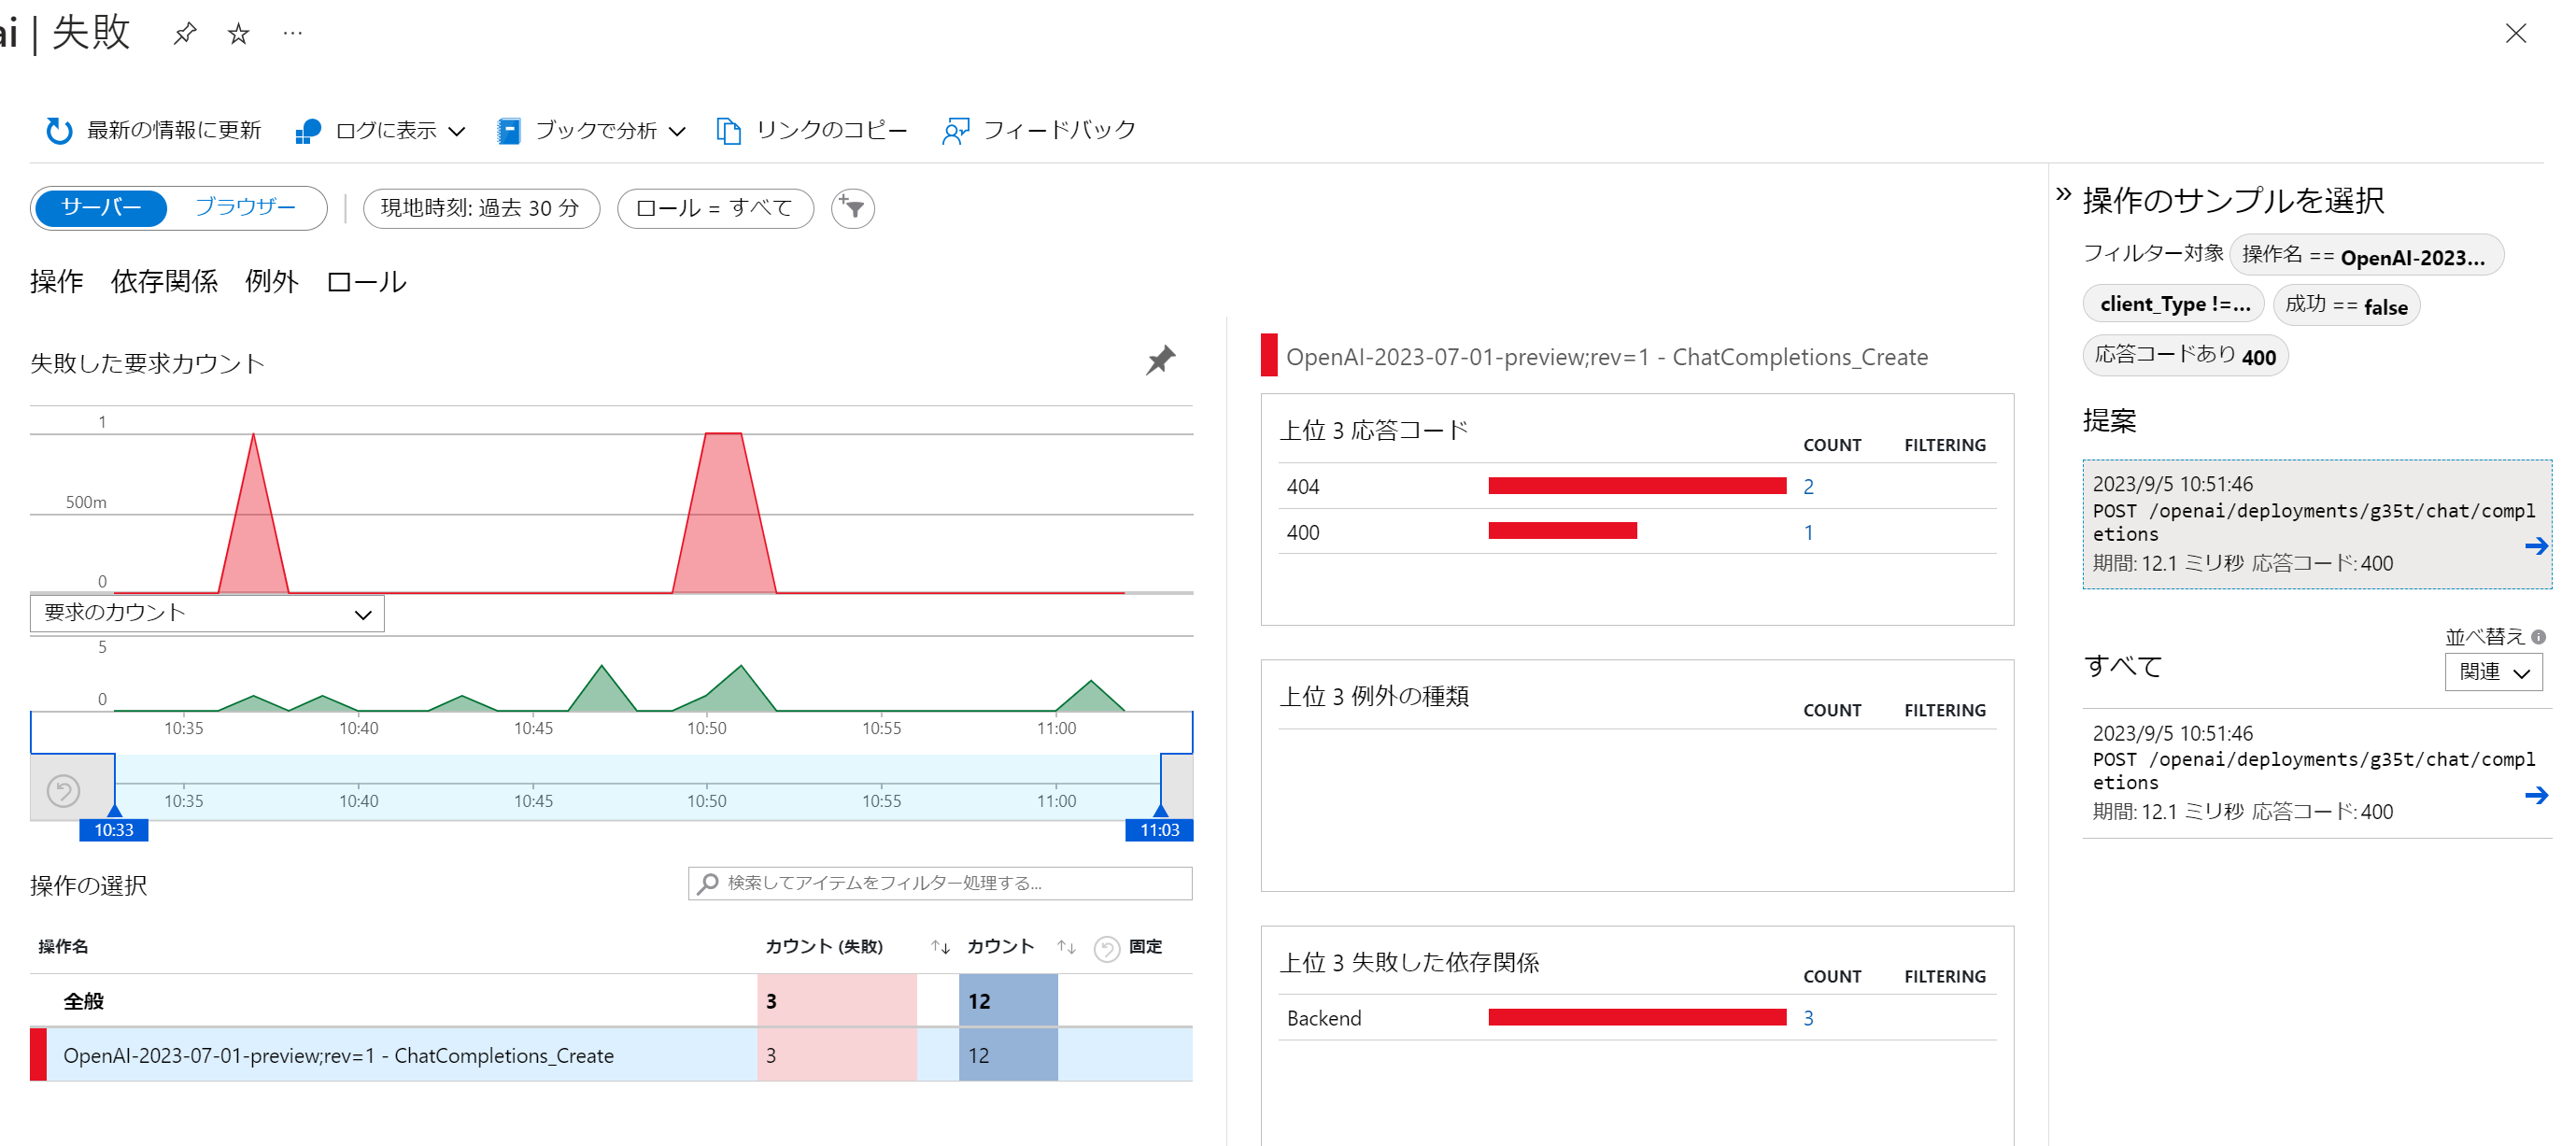 ai | 失敗
最新の情報に更新 ログに表示 ブックで分析 リンクのコピー フィードバック
サーバー ブラウザー 現地時刻: 過去 30 分 ロール = すべて
操作 依存関係 例外 ロール
失敗した要求カウント
1
500m
0
要求のカウント
5
0
10:35 10:40 10:45 10:50 10:55 11:00
10:35 10:40 10:45 10:50 10:55 11:00
10:33 11:03
操作の選択 検索してアイテムをフィルター処理する...
操作名 カウント (失敗) ↑↓ カウント ↑↓ 固定
全般 3 12
OpenAI-2023-07-01-preview;rev=1 - ChatCompletions_Create 3 12
OpenAI-2023-07-01-preview;rev=1 - ChatCompletions_Create
上位 3 応答コード COUNT FILTERING
404 2
400 1
上位 3 例外の種類 COUNT FILTERING
上位 3 失敗した依存関係 COUNT FILTERING
Backend 3
操作のサンプルを選択
フィルター対象 操作名 == OpenAI-2023...
client_Type !=... 成功 == false
応答コードあり 400
提案
2023/9/5 10:51:46
POST /openai/deployments/g35t/chat/compl
etions
期間: 12.1 ミリ秒 応答コード: 400
並べ替え
すべて 関連
2023/9/5 10:51:46
POST /openai/deployments/g35t/chat/compl
etions
期間: 12.1 ミリ秒 応答コード: 400